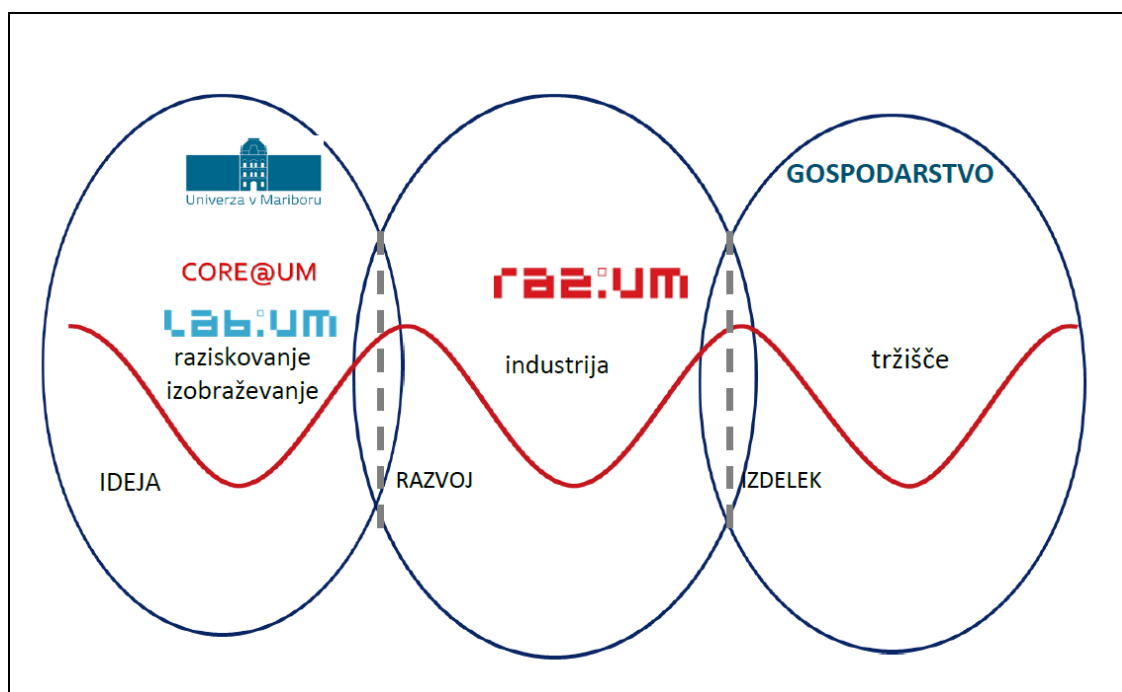 Univerza v Mariboru
CORE@UM
Lab:UM
raziskovanje
izobraževanje
IDEJA
raz:UM
industrija
RAZVOJ
GOSPODARSTVO
tržišče
IZDELEK